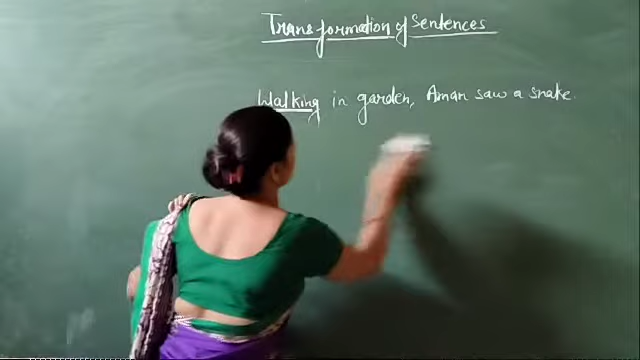 Transformation of Sentences
Walking in garden, Aman saw a snake.